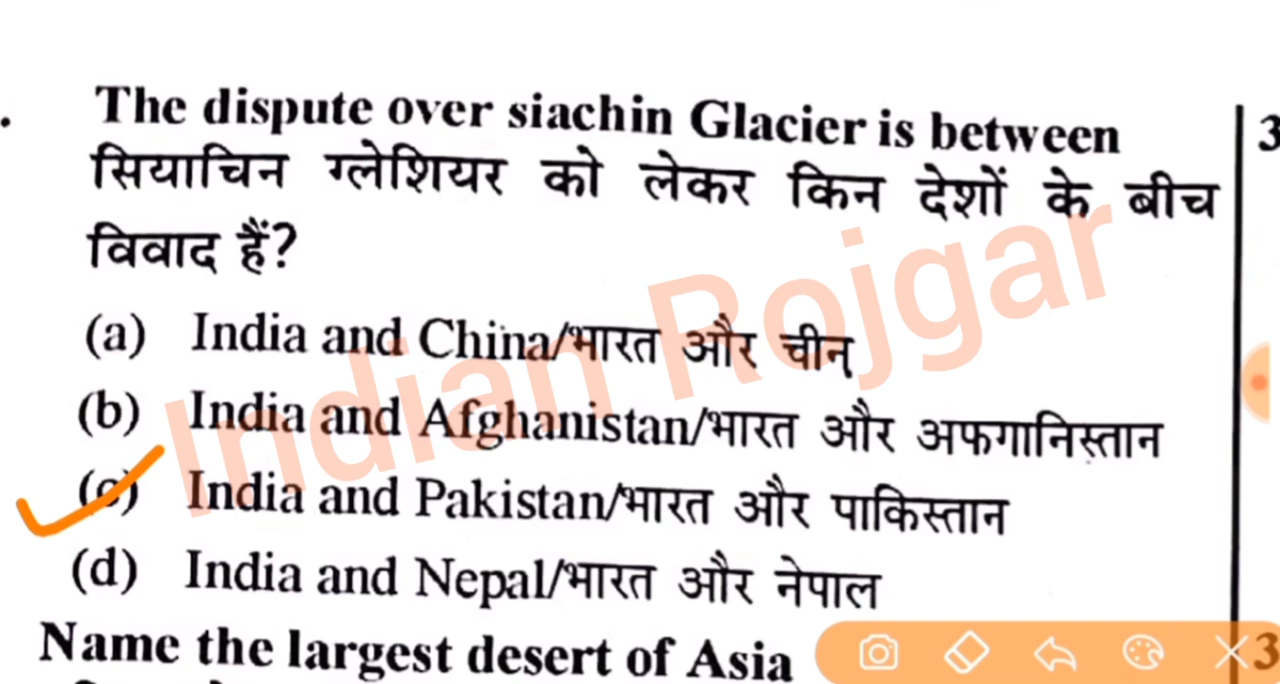 . The dispute over siachin Glacier is between
सियाचिन ग्लेशियर को लेकर किन देशों के बीच
विवाद हैं?
(a) India and China/भारत और चीन
(b) India and Afghanistan/भारत और अफगानिस्तान
(c) India and Pakistan/भारत और पाकिस्तान
(d) India and Nepal/भारत और नेपाल
Name the largest desert of Asia
3
3
Indian Rojgar